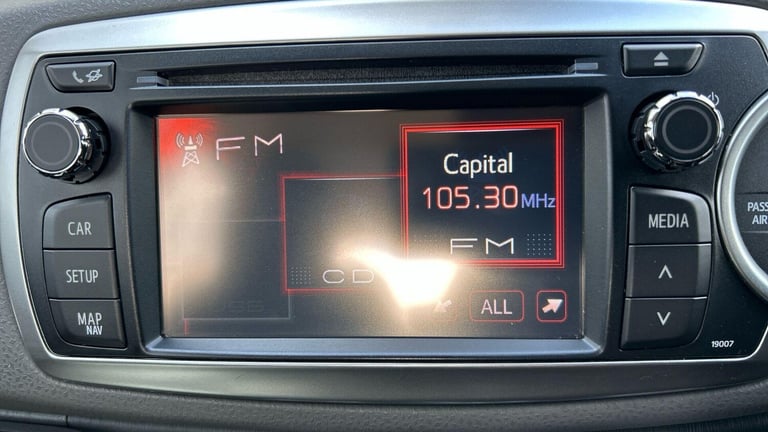 FM
Capital
105.30 MHz
FM
CD
ALL
CAR
SETUP
MAP
NAV
MEDIA
PASS
AIR
19007